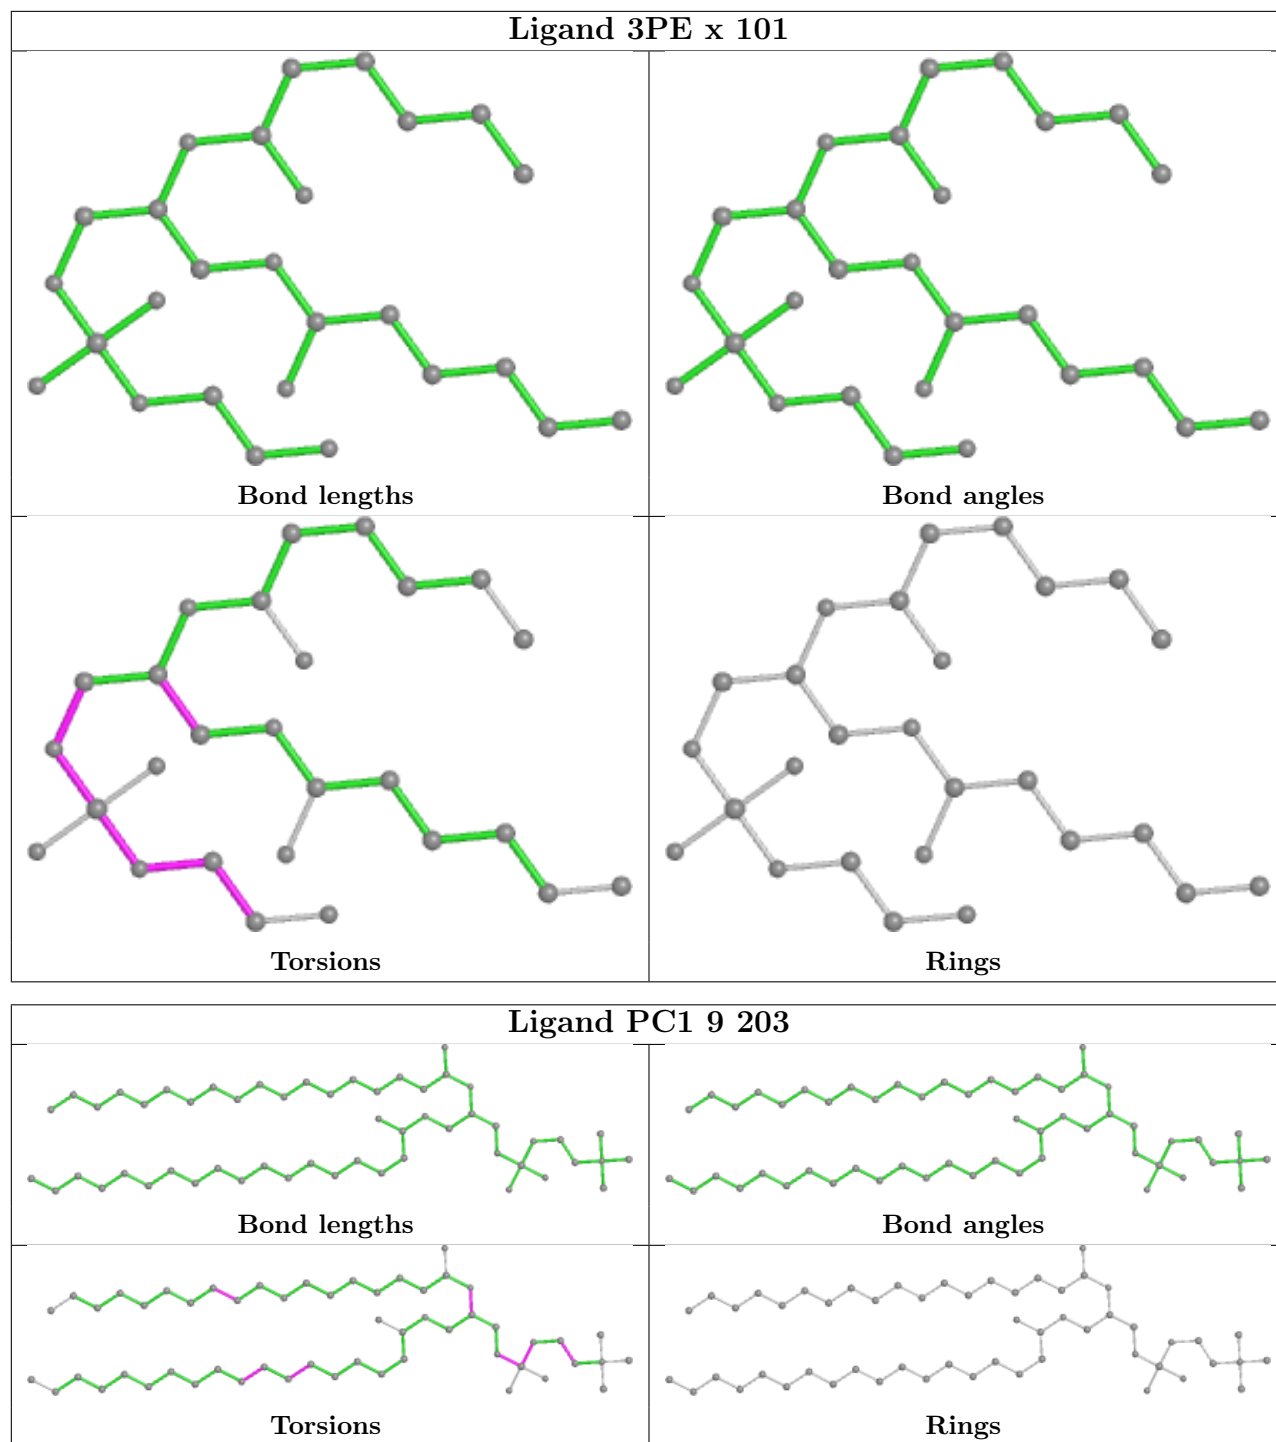 Ligand 3PE x 101
Bond lengths
Bond angles
Torsions
Rings
Ligand PC1 9 203
Bond lengths
Bond angles
Torsions
Rings